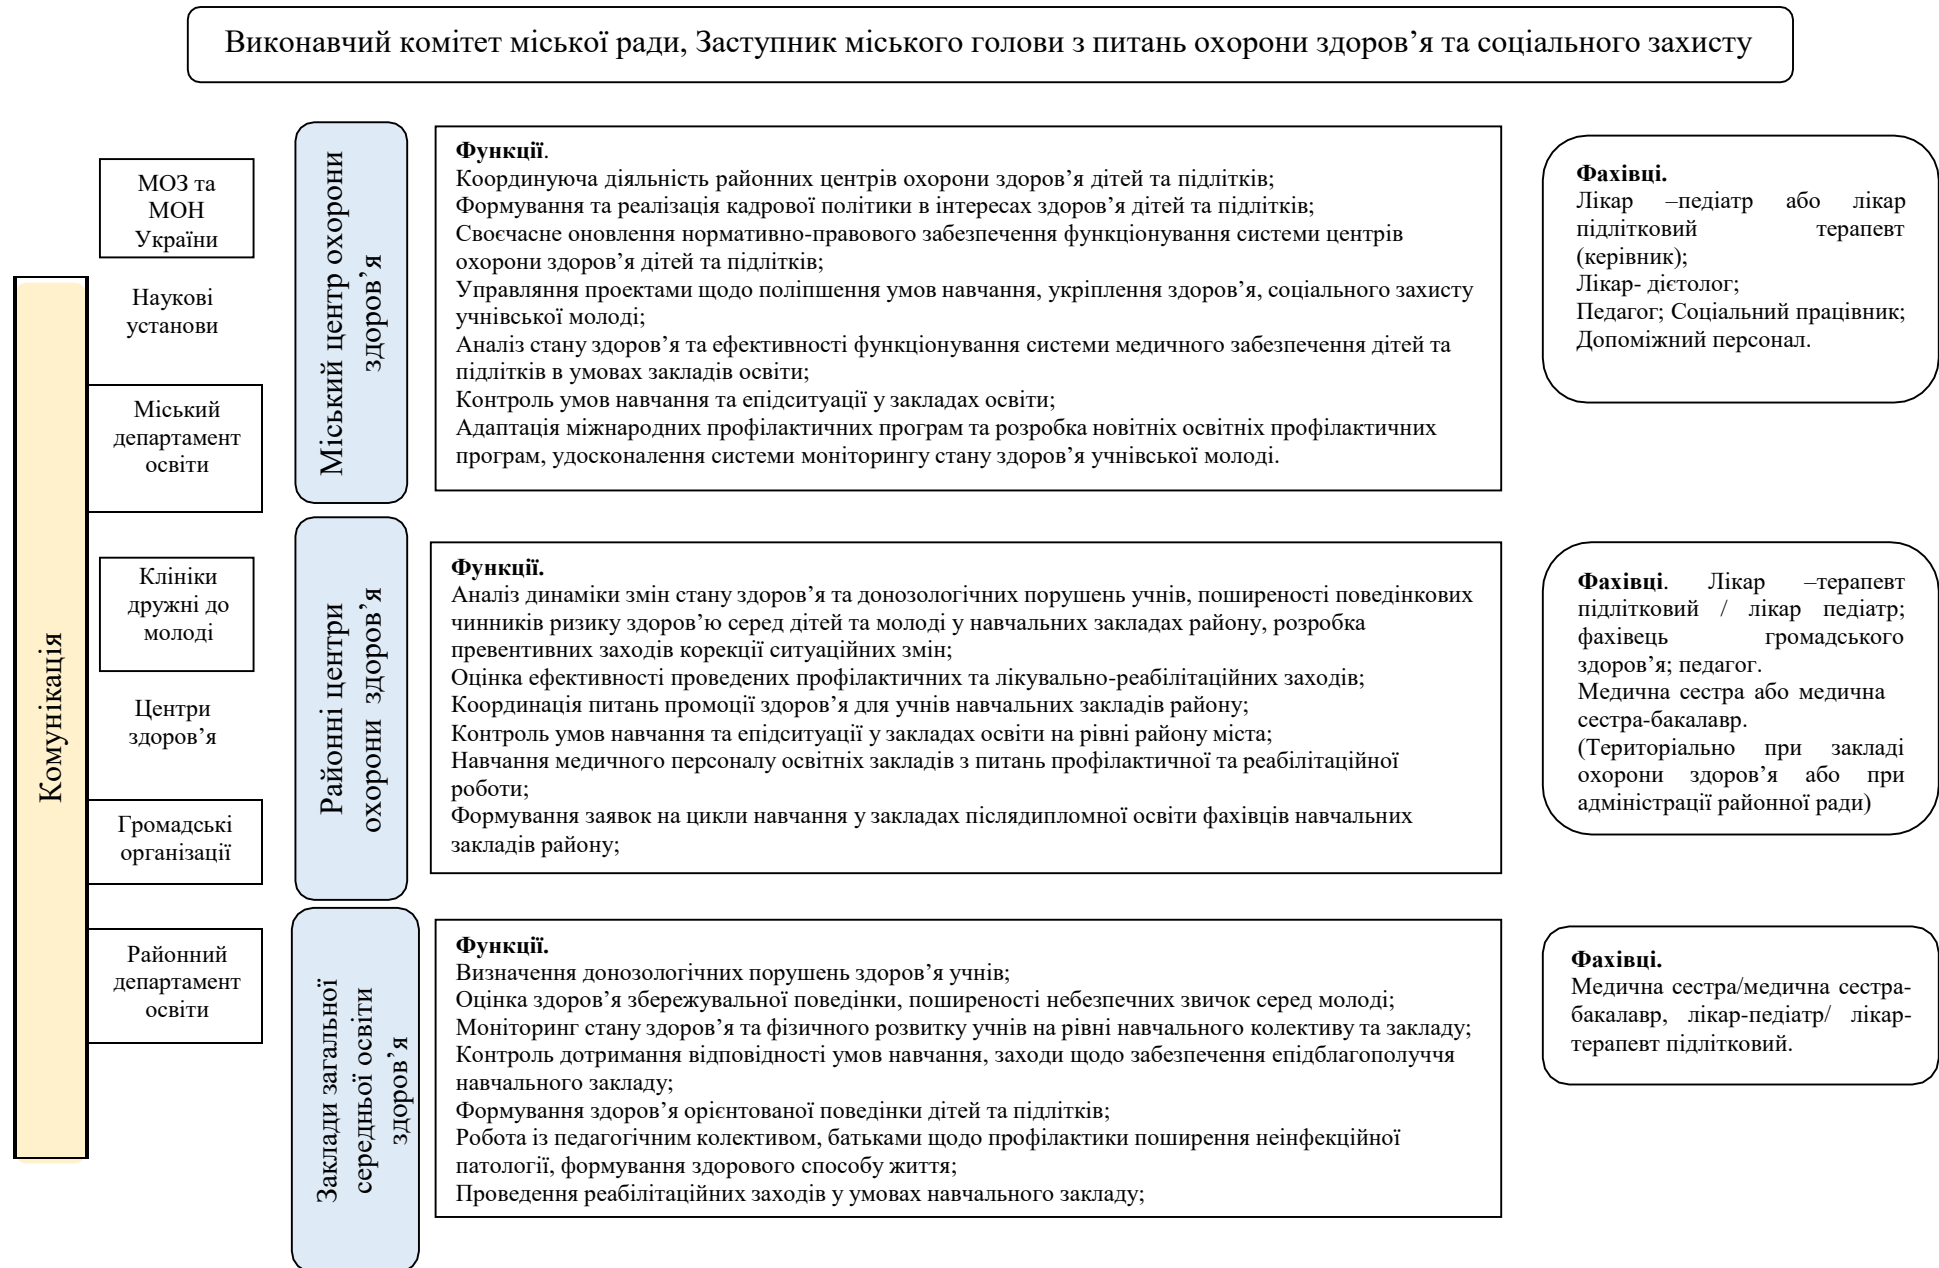 Виконавчий комітет міської ради, Заступник міського голови з питань охорони здоров’я та соціального захисту
Комунікація
МОЗ та
МОН
України
Наукові
установи
Міський
департамент
освіти
Клініки
дружні до
молоді
Центри
здоров’я
Громадські
організації
Районний
департамент
освіти
Міський центр охорони
здоров’я
Функції.
Координуюча діяльність районних центрів охорони здоров’я дітей та підлітків;
Формування та реалізація кадрової політики в інтересах здоров’я дітей та підлітків;
Своєчасне оновлення нормативно-правового забезпечення функціонування системи центрів
охорони здоров’я дітей та підлітків;
Управляння проектами щодо поліпшення умов навчання, укріплення здоров’я, соціального захисту
учнівської молоді;
Аналіз стану здоров’я та ефективності функціонування системи медичного забезпечення дітей та
підлітків в умовах закладів освіти;
Контроль умов навчання та епідситуації у закладах освіти;
Адаптація міжнародних профілактичних програм та розробка новітніх освітніх профілактичних
програм, удосконалення системи моніторингу стану здоров’я учнівської молоді.
Фахівці.
Лікар –педіатр або лікар
підлітковий терапевт
(керівник);
Лікар- дієтолог;
Педагог; Соціальний працівник;
Допоміжний персонал.
Районні центри
охорони здоров’я
Функції.
Аналіз динаміки змін стану здоров’я та донозологічних порушень учнів, поширеності поведінкових
чинників ризику здоров’ю серед дітей та молоді у навчальних закладах району, розробка
превентивних заходів корекції ситуаційних змін;
Оцінка ефективності проведених профілактичних та лікувально-реабілітаційних заходів;
Координація питань промоції здоров’я для учнів навчальних закладів району;
Контроль умов навчання та епідситуації у закладах освіти на рівні району міста;
Навчання медичного персоналу освітніх закладів з питань профілактичної та реабілітаційної
роботи;
Формування заявок на цикли навчання у закладах післядипломної освіти фахівців навчальних
закладів району;
Фахівці. Лікар –терапевт
підлітковий / лікар педіатр;
фахівець громадського
здоров’я; педагог.
Медична сестра або медична
сестра-бакалавр.
(Територіально при закладі
охорони здоров’я або при
адміністрації районної ради)
Заклади загальної
середньої освіти
здоров’я
Функції.
Визначення донозологічних порушень здоров’я учнів;
Оцінка здоров’я збережувальної поведінки, поширеності небезпечних звичок серед молоді;
Моніторинг стану здоров’я та фізичного розвитку учнів на рівні навчального колективу та закладу;
Контроль дотримання відповідності умов навчання, заходи щодо забезпечення епідблагополуччя
навчального закладу;
Формування здоров’я орієнтованої поведінки дітей та підлітків;
Робота із педагогічним колективом, батьками щодо профілактики поширення неінфекційної
патології, формування здорового способу життя;
Проведення реабілітаційних заходів у умовах навчального закладу;
Фахівці.
Медична сестра/медична сестра-
бакалавр, лікар-педіатр/ лікар-
терапевт підлітковий.